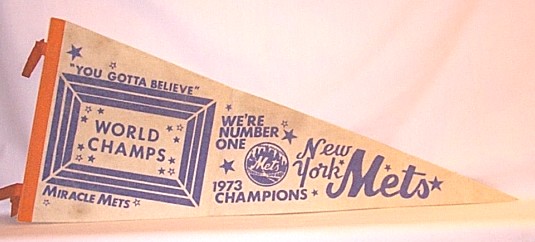 "YOU GOTTA BELIEVE"
WORLD
CHAMPS
MIRACLE METS
WE'RE
NUMBER
ONE
Mets
1973
CHAMPIONS
New
York
Mets